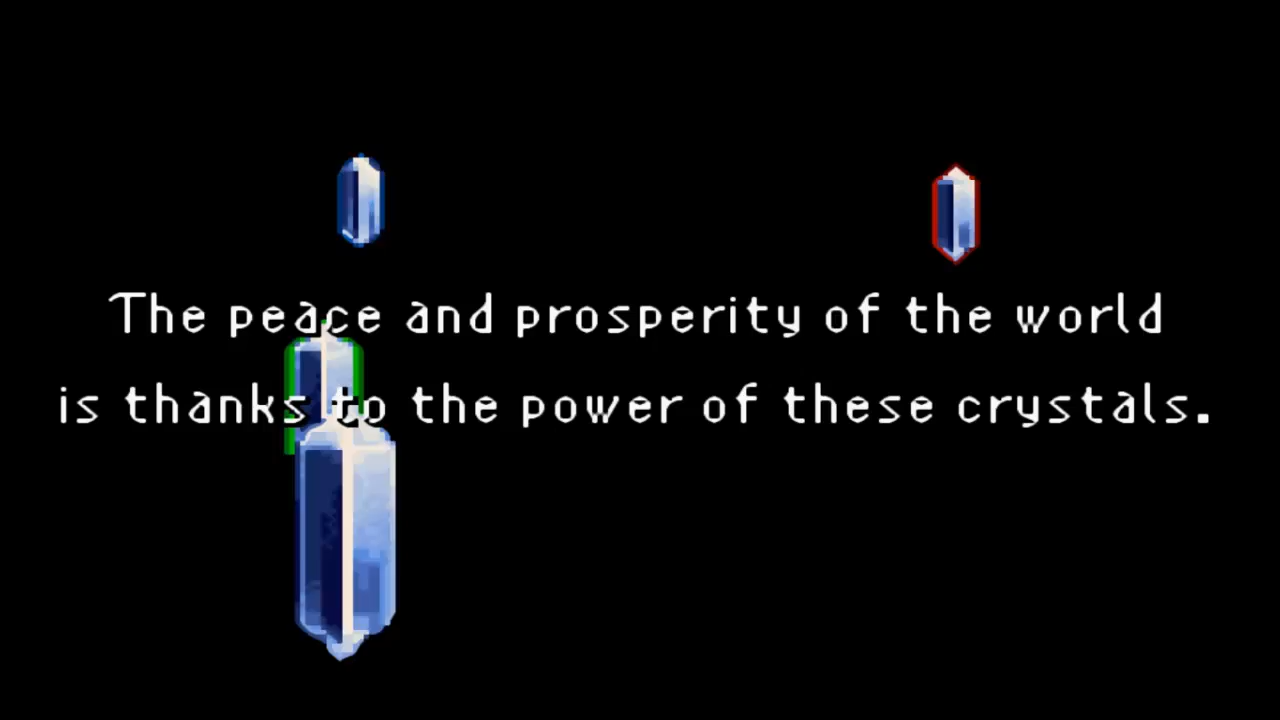 The peace and prosperity of the world
is thanks to the power of these crystals.